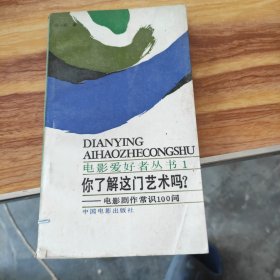 DIANYING
AIHAOZHECONGSHU
电影爱好者丛书1
你了解这门艺术吗?
——电影剧作常识100问
中国电影出版社